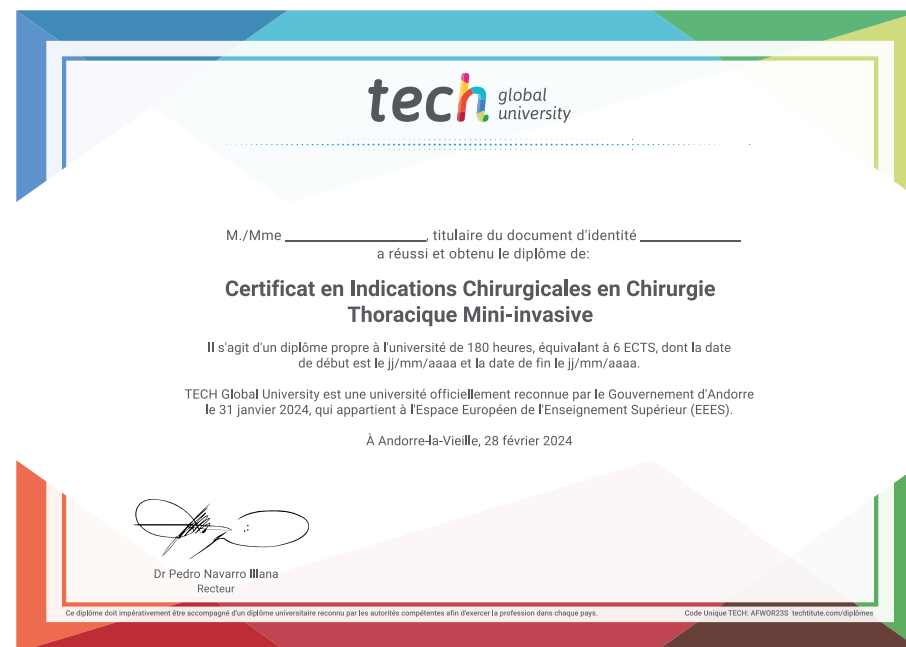 tech global
university
M./Mme ____________________, titulaire du document d'identité ______________
a réussi et obtenu le diplôme de:
Certificat en Indications Chirurgicales en Chirurgie
Thoracique Mini-invasive
Il s'agit d'un diplôme propre à l'université de 180 heures, équivalant à 6 ECTS, dont la date
de début est le jj/mm/aaaa et la date de fin le jj/mm/aaaa.
TECH Global University est une université officiellement reconnue par le Gouvernement d'Andorre
le 31 janvier 2024, qui appartient à l'Espace Européen de l'Enseignement Supérieur (EEES).
À Andorre-la-Vieille, 28 février 2024
Dr Pedro Navarro Illana
Recteur
Ce diplôme doit impérativement être accompagné d'un diplôme universitaire reconnu par les autorités compétentes afin d'exercer la profession dans chaque pays.
Code Unique TECH: AFWOR23S techtitute.com/diplômes